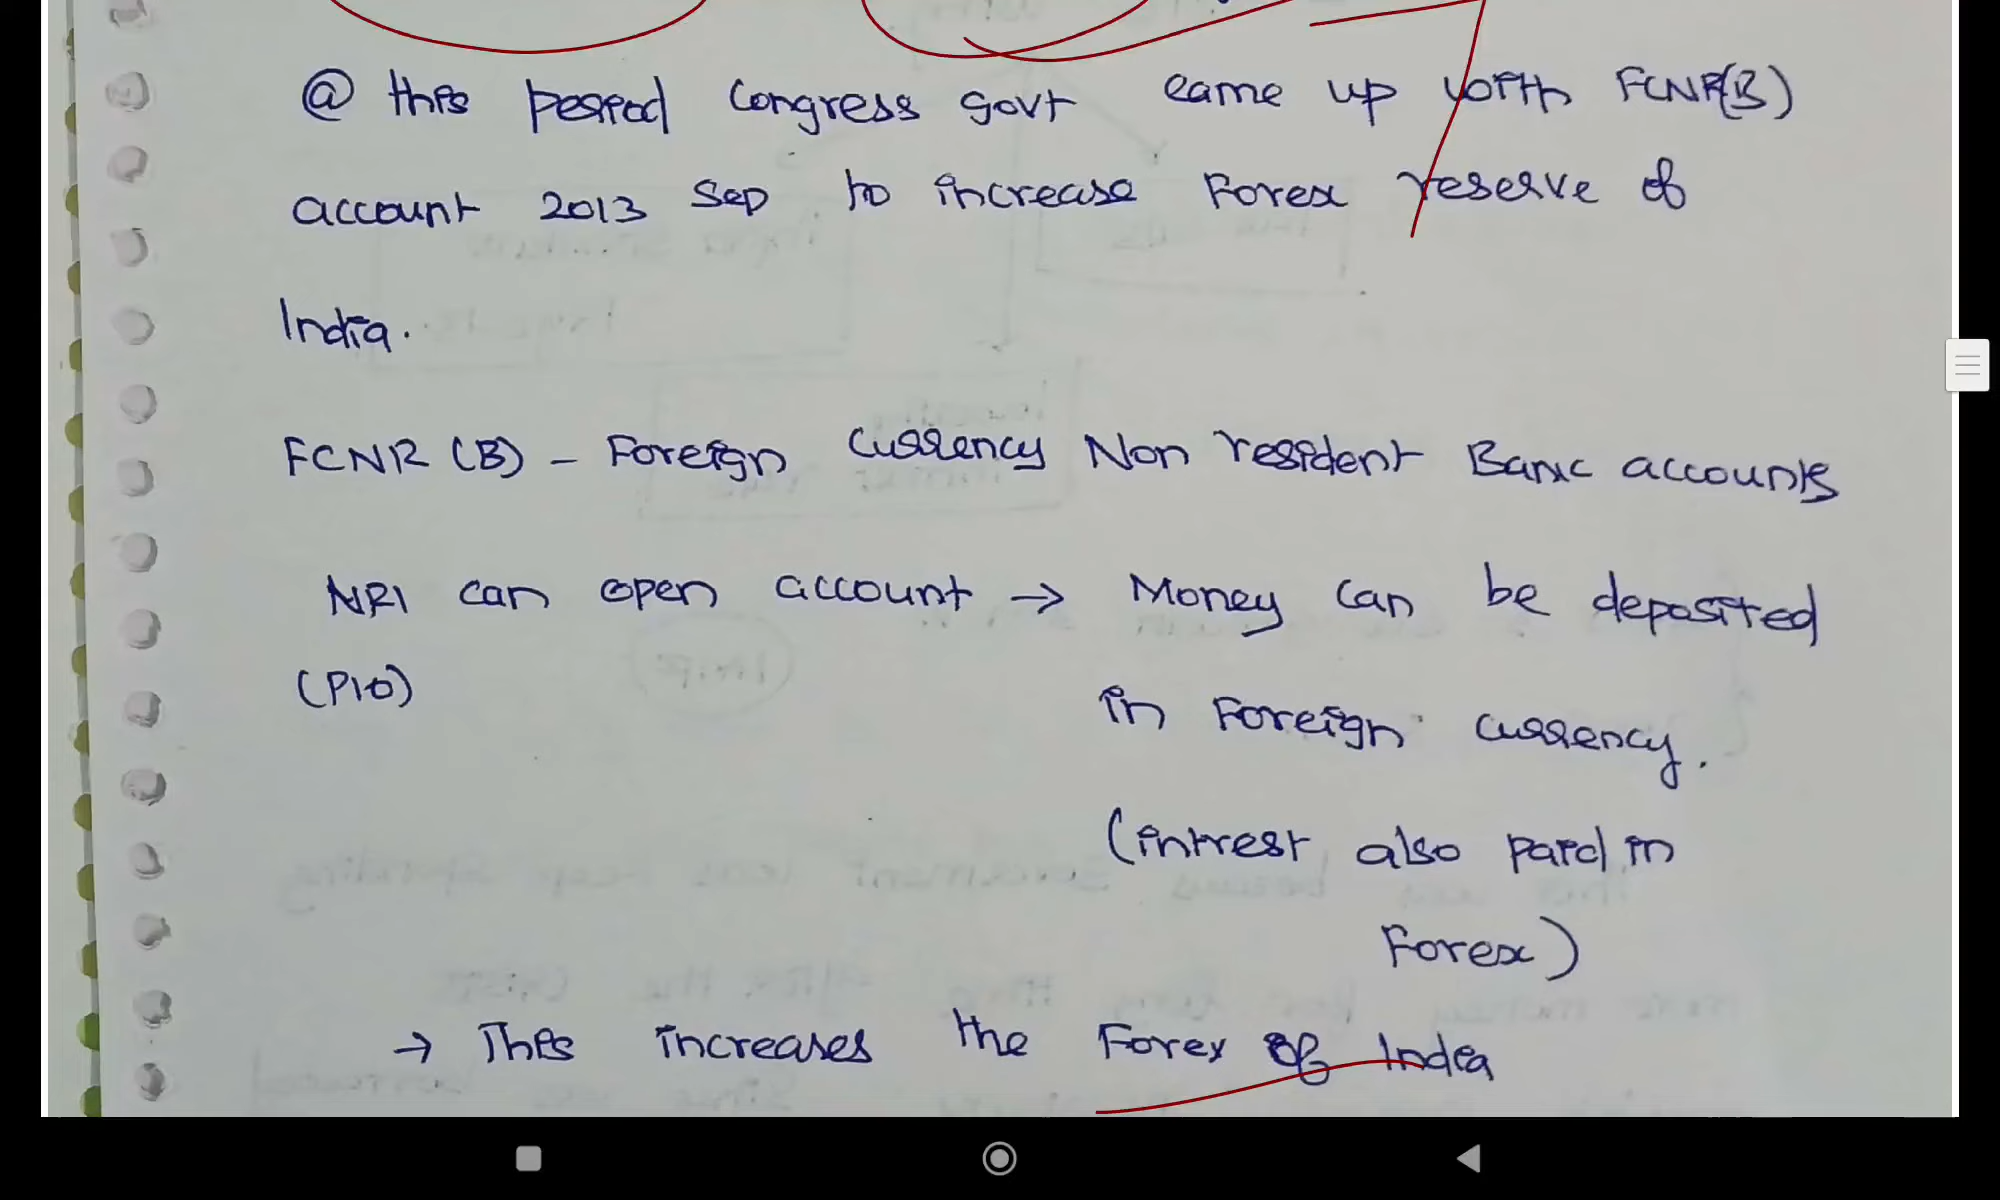 @ this period Congress govt came up with FCNR(B)
account 2013 Sep to increase Forex reserve of
India.
FCNR (B) - Foreign currency Non resident Bank accounts
NRI can open account → Money can be deposited
(PIO)
in Foreign currency.
(intrest also paid in
Forex)
→ This increases the Forex of India